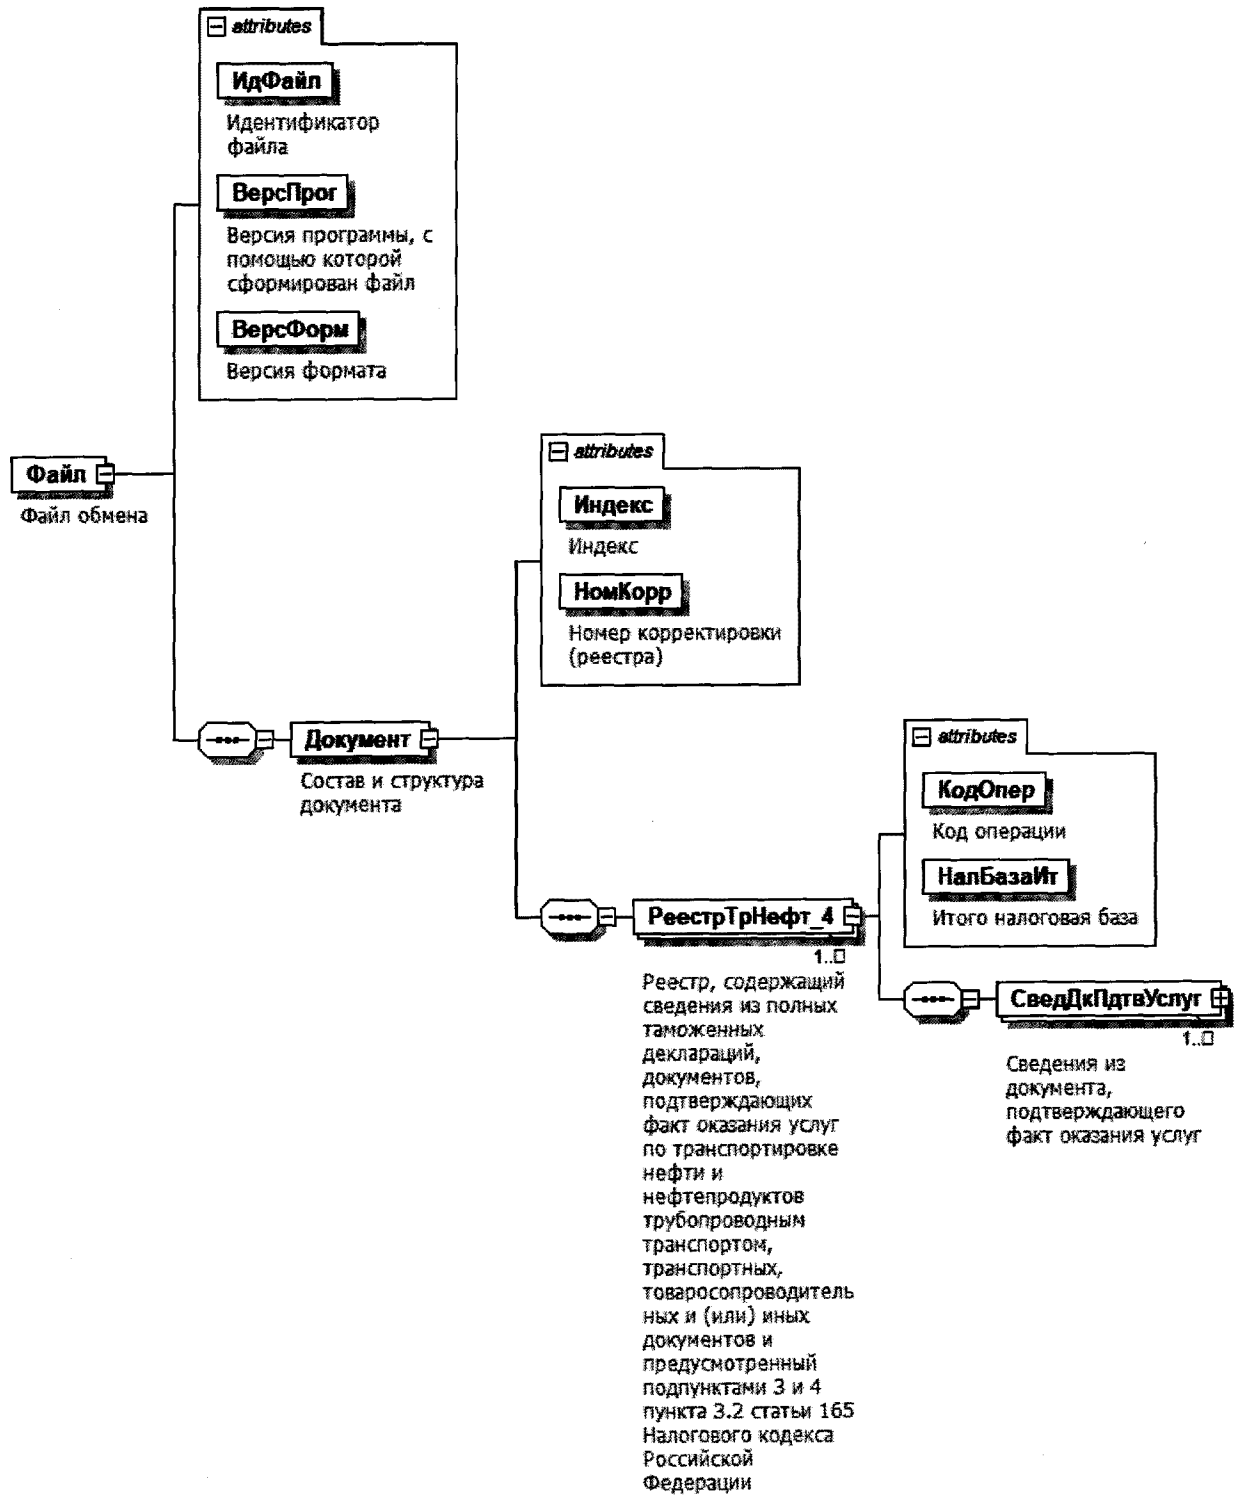 attributes
ИдФайл
Идентификатор
файла
ВерсПрог
Версия программы, с
помощью которой
сформирован файл
ВерсФорм
Версия формата
Файл
Файл обмена
attributes
Индекс
Индекс
НомКорр
Номер корректировки
(реестра)
Документ
Состав и структура
документа
attributes
КодОпер
Код операции
НалБазаИт
Итого налоговая база
РеестрТрНефт_4
1..□
Реестр, содержащий
сведения из полных
таможенных
деклараций,
документов,
подтверждающих
факт оказания услуг
по транспортировке
нефти и
нефтепродуктов
трубопроводным
транспортом,
транспортных,
товаросопроводитель
ных и (или) иных
документов и
предусмотренный
подпунктами 3 и 4
пункта 3.2 статьи 165
Налогового кодекса
Российской
Федерации
СведДкПдтвУслуг
1..□
Сведения из
документа,
подтверждающего
факт оказания услуг